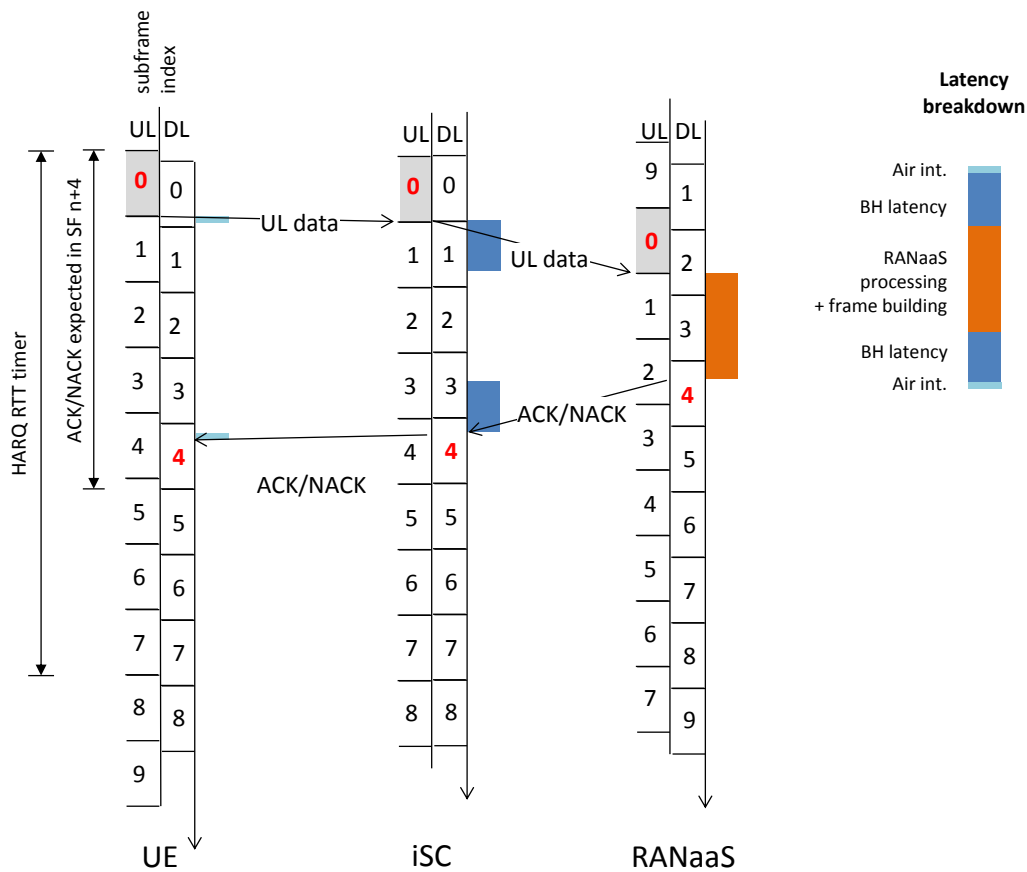 subframe
index
Latency
breakdown
UL DL
UL DL
UL DL
HARQ RTT timer
ACK/NACK expected in SF n+4
0
1
2
3
4
5
6
7
8
9
0
1
2
3
4
5
6
7
8
UL data
0
1
2
3
4
5
6
7
8
0
1
2
3
4
5
6
7
8
UL data
ACK/NACK
ACK/NACK
9
0
1
2
3
4
5
6
7
1
2
3
4
5
6
7
8
9
Air int.
BH latency
RANaaS
processing
+ frame building
BH latency
Air int.
UE
iSC
RANaaS